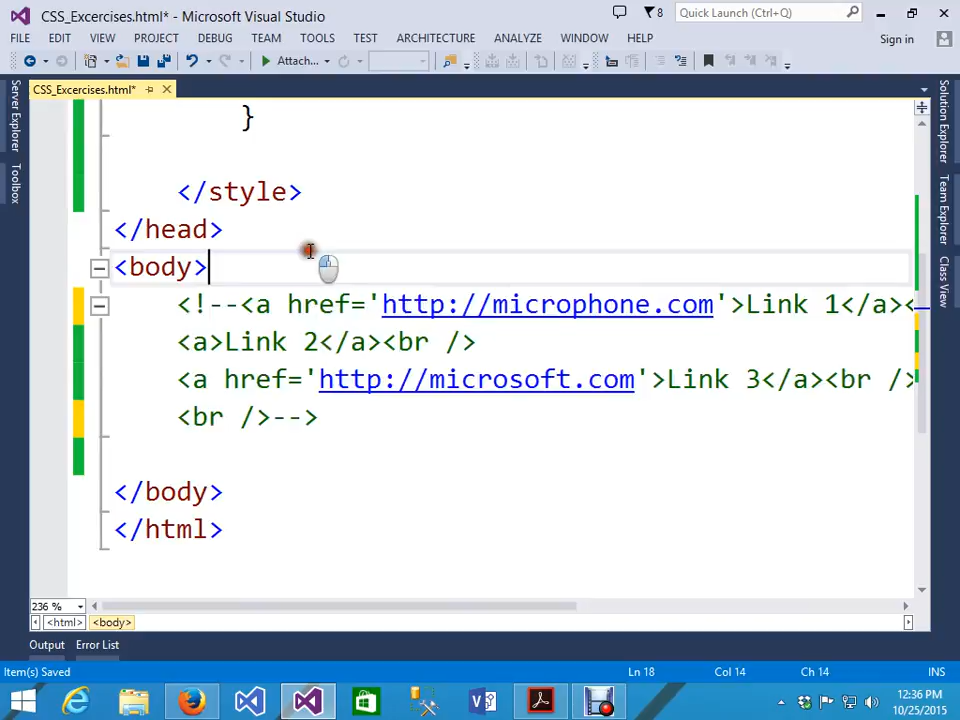 CSS_Excercises.html* - Microsoft Visual Studio
8
Quick Launch (Ctrl+Q)
FILE EDIT VIEW PROJECT DEBUG TEAM TOOLS TEST ARCHITECTURE ANALYZE WINDOW HELP
Sign in
Attach...
CSS_Excercises.html*
Server Explorer
Toolbox
Solution Explorer
Team Explorer
Class View
}
</style>
</head>
<body>
<!--<a href='http://microphone.com'>Link 1</a><
<a>Link 2</a><br />
<a href='http://microsoft.com'>Link 3</a><br />
<br />-->
</body>
</html>
236 %
<html> <body>
Output Error List
Item(s) Saved Ln 18 Col 14 Ch 14 INS
12:36 PM
10/25/2015